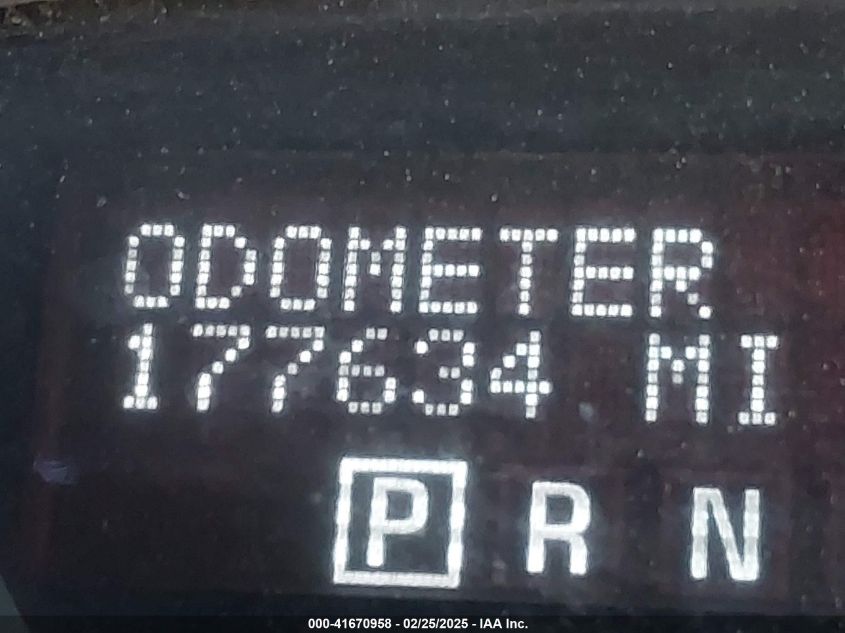 ODOMETER
177634 MI
P R N
000-41670958 - 02/25/2025 - IAA Inc.